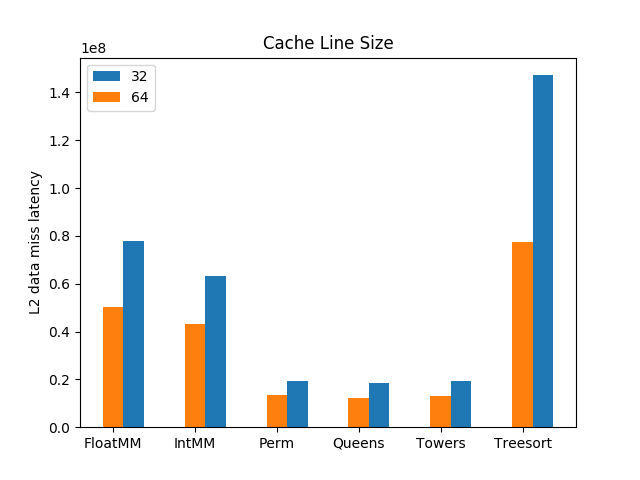 Cache Line Size
1e8
32
64
1.4
1.2
1.0
0.8
0.6
0.4
0.2
0.0
L2 data miss latency
FloatMM IntMM Perm Queens Towers Treesort